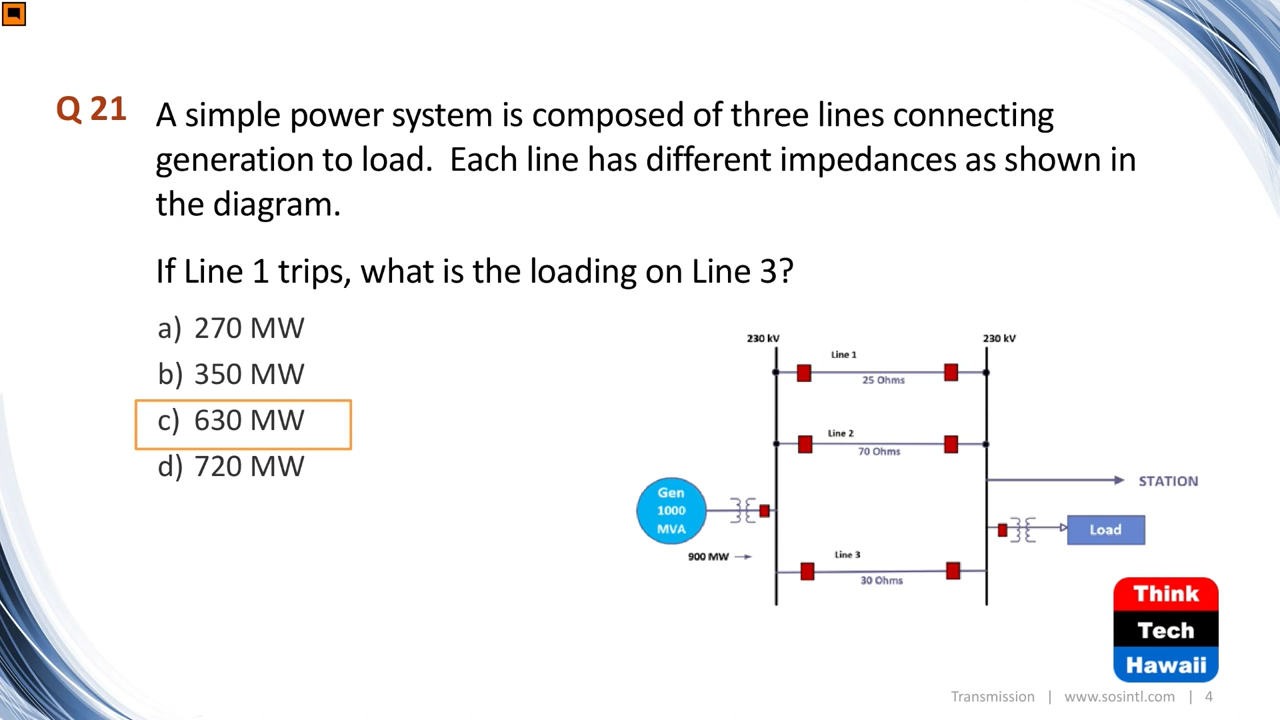 Q 21 A simple power system is composed of three lines connecting
generation to load. Each line has different impedances as shown in
the diagram.
If Line 1 trips, what is the loading on Line 3?
a) 270 MW
b) 350 MW
c) 630 MW
d) 720 MW
230 kV
230 kV
Line 1
25 Ohms
Line 2
70 Ohms
STATION
Gen
1000
MVA
Load
900 MW
Line 3
30 Ohms
Think
Tech
Hawaii
Transmission | www.sosintl.com | 4